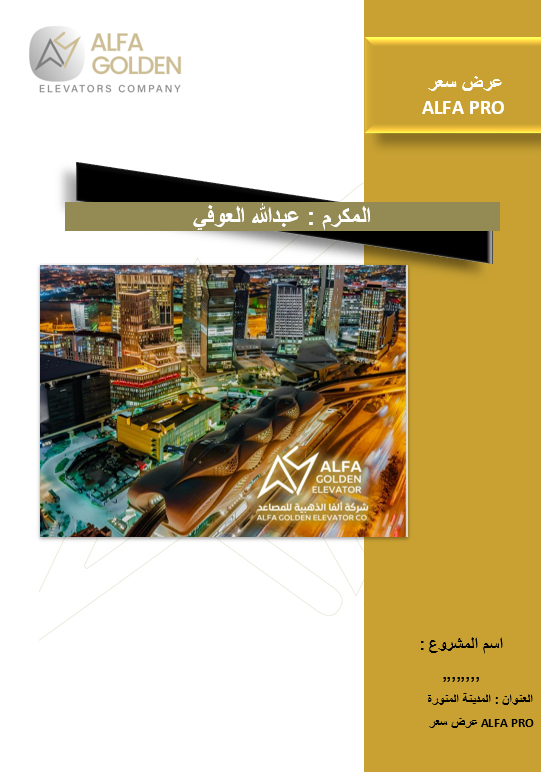 ALFA
GOLDEN
ELEVATORS COMPANY
عرض سعر
ALFA PRO
المكرم : عبدالله العوفي
ALFA
GOLDEN
ELEVATOR
شركة ألفا الذهبية للمصاعد
ALFA GOLDEN ELEVATOR CO
اسم المشروع :
,,,,,,,,
العنوان : المدينة المنورة
عرض سعر ALFA PRO